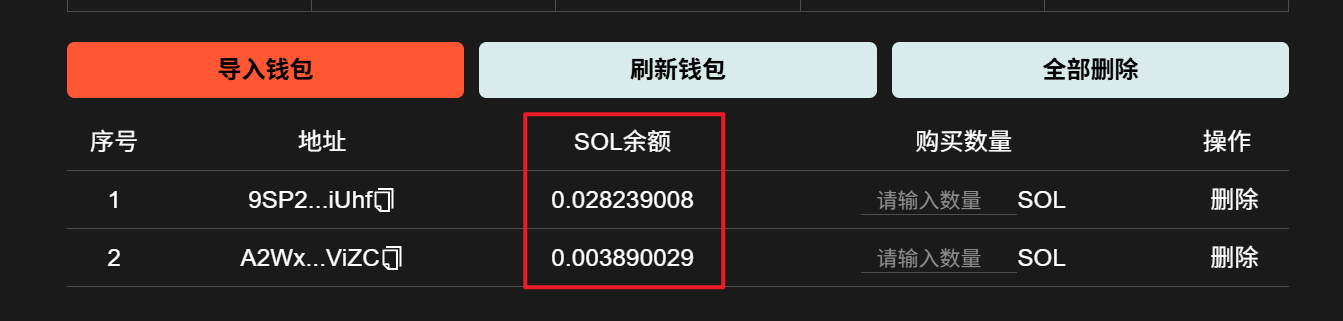 导入钱包 刷新钱包 全部删除
序号 地址 SOL余额 购买数量 操作
1 9SP2...iUhf 0.028239008 请输入数量 SOL 删除
2 A2Wx...ViZC 0.003890029 请输入数量 SOL 删除